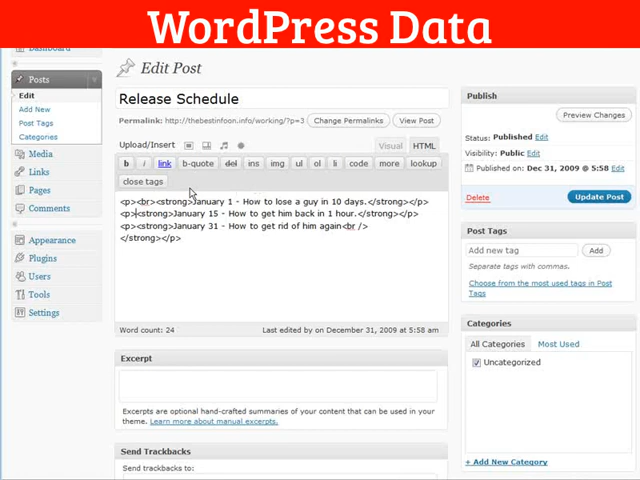 WordPress Data
Dashboard
Posts
Edit
Add New
Post Tags
Categories
Media
Links
Pages
Comments
Appearance
Plugins
Users
Tools
Settings
Edit Post
Release Schedule
Permalink: http://thebestinfoon.info/working/?p=3 Change Permalinks View Post
Upload/Insert Visual HTML
b i link b-quote del ins img ul ol li code more lookup
close tags
<p><br><strong>January 1 - How to lose a guy in 10 days.</strong></p>
<p><strong>January 15 - How to get him back in 1 hour.</strong></p>
<p><strong>January 31 - How to get rid of him again<br />
</strong></p>
Word count: 24 Last edited by on December 31, 2009 at 5:58 am
Excerpt
Excerpts are optional hand-crafted summaries of your content that can be used in your
theme. Learn more about manual excerpts.
Send Trackbacks
Send trackbacks to:
Publish
Preview Changes
Status: Published Edit
Visibility: Public Edit
Published on: Dec 31, 2009 @ 5:58 Edit
Delete Update Post
Post Tags
Add new tag Add
Separate tags with commas.
Choose from the most used tags in Post
Tags
Categories
All Categories Most Used
Uncategorized
+ Add New Category